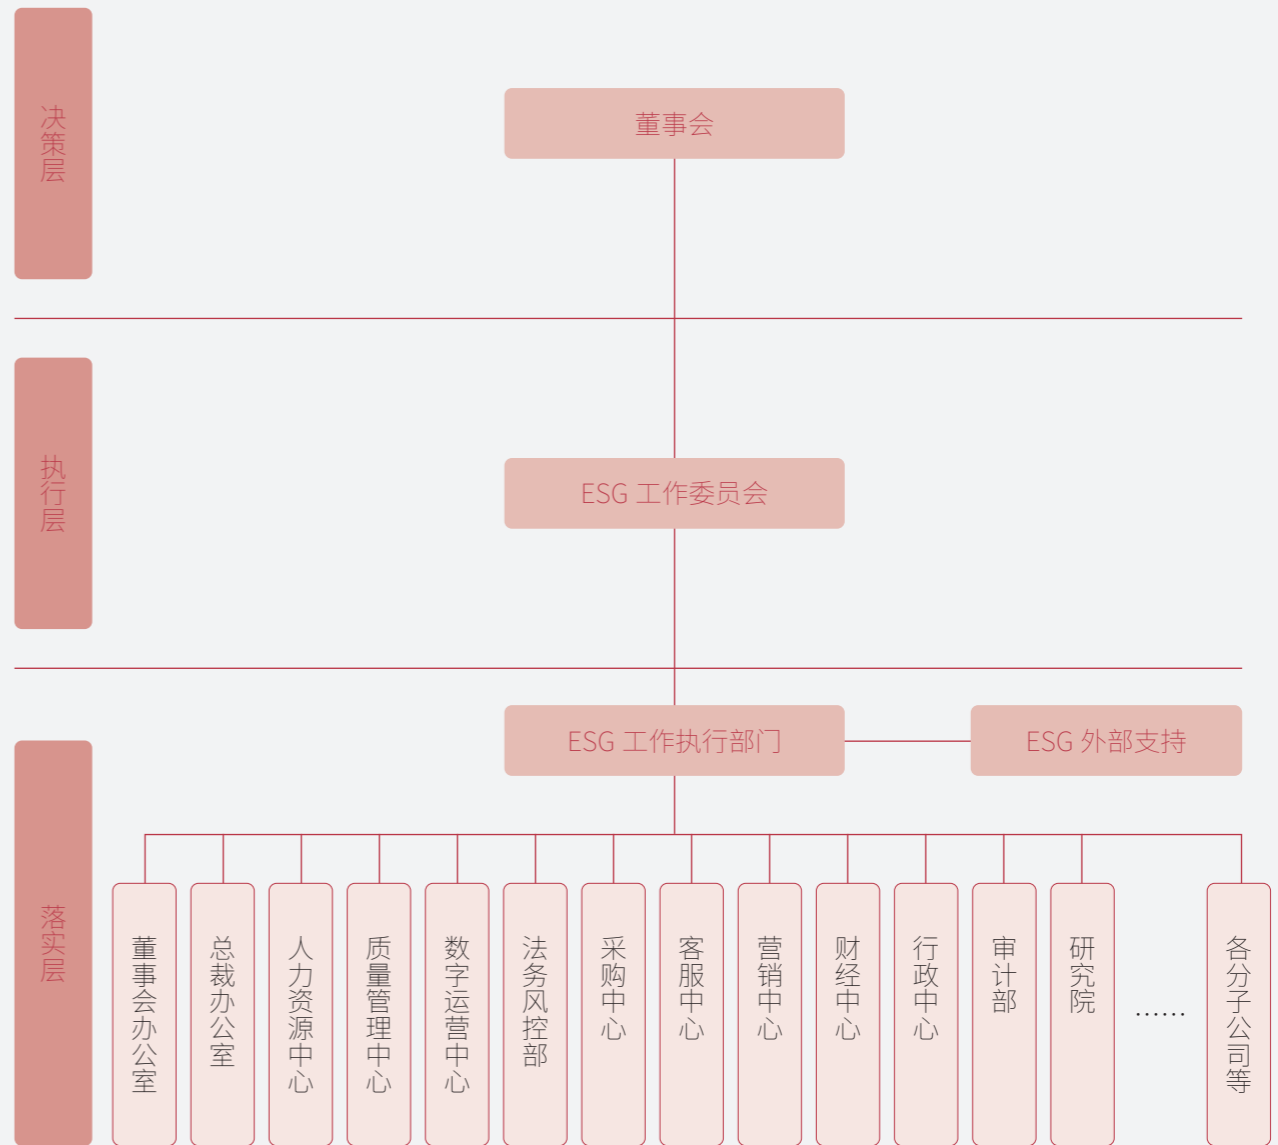 决策层
董事会
执行层
ESG 工作委员会
ESG 工作执行部门
ESG 外部支持
落实层
董事会办公室
总裁办公室
人力资源中心
质量管理中心
数字运营中心
法务风控部
采购中心
客服中心
营销中心
财经中心
行政中心
审计部
研究院
……
各分子公司等